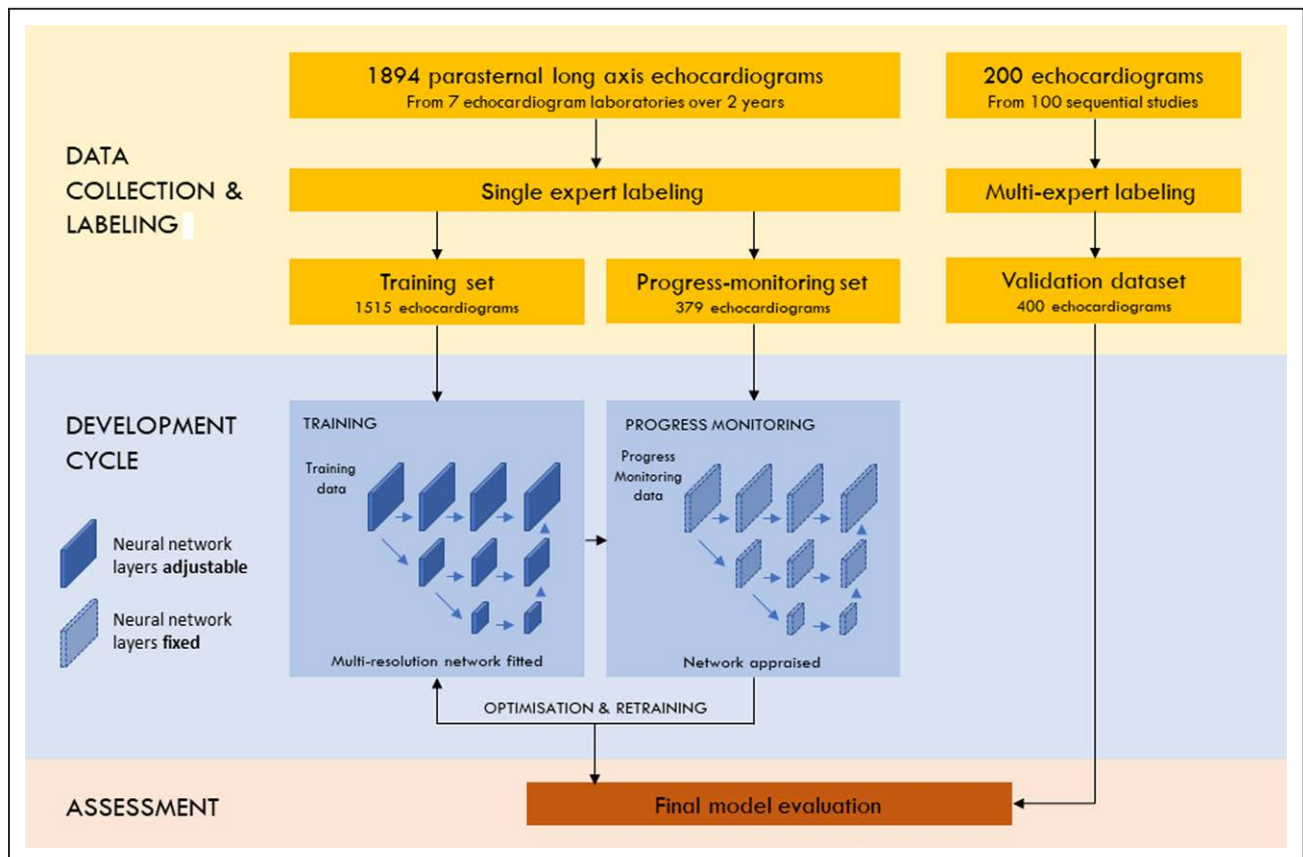 1894 parasternal long axis echocardiograms
From 7 echocardiogram laboratories over 2 years
200 echocardiograms
From 100 sequential studies
DATA
COLLECTION &
LABELING
Single expert labeling
Multi-expert labeling
Training set
1515 echocardiograms
Progress-monitoring set
379 echocardiograms
Validation dataset
400 echocardiograms
DEVELOPMENT
CYCLE
Neural network
layers adjustable
Neural network
layers fixed
TRAINING
Training
data
Multi-resolution network fitted
PROGRESS MONITORING
Progress
Monitoring
data
Network appraised
OPTIMISATION & RETRAINING
ASSESSMENT
Final model evaluation